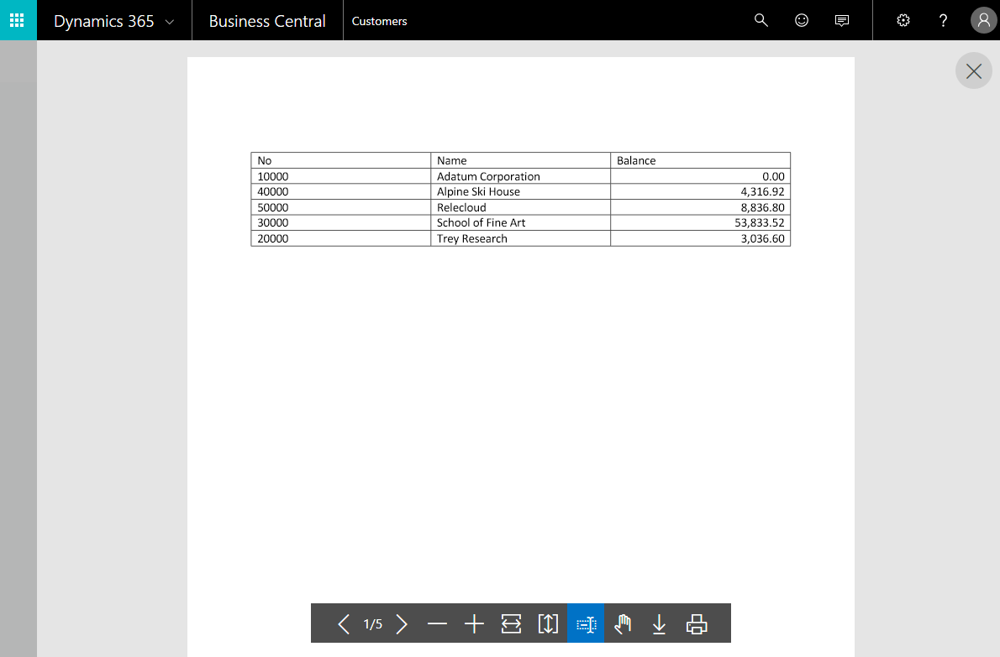 Dynamics 365 Business Central Customers ?
No Name Balance
10000 Adatum Corporation 0.00
40000 Alpine Ski House 4,316.92
50000 Relecloud 8,836.80
30000 School of Fine Art 53,833.52
20000 Trey Research 3,036.60
1/5